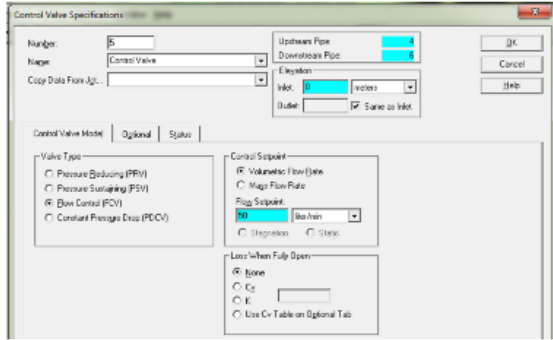 Control Valve Specifications
Number: 5
Upstream Pipe: 4
Downstream Pipe: 6
OK
Name: Control Valve
Cancel
Copy Data From Jct...
Elevation
Inlet: 0 meters
Help
Outlet: Same as Inlet
Control Valve Model Optional Status
Valve Type
Pressure Reducing (PRV)
Pressure Sustaining (PSV)
Flow Control (FCV)
Constant Pressure Drop (PDCV)
Control Setpoint
Volumetric Flow Rate
Mass Flow Rate
Flow Setpoint:
50 liter/min
Stagnation Static
Loss When Fully Open
None
Cv
K
Use Cv Table on Optional Tab